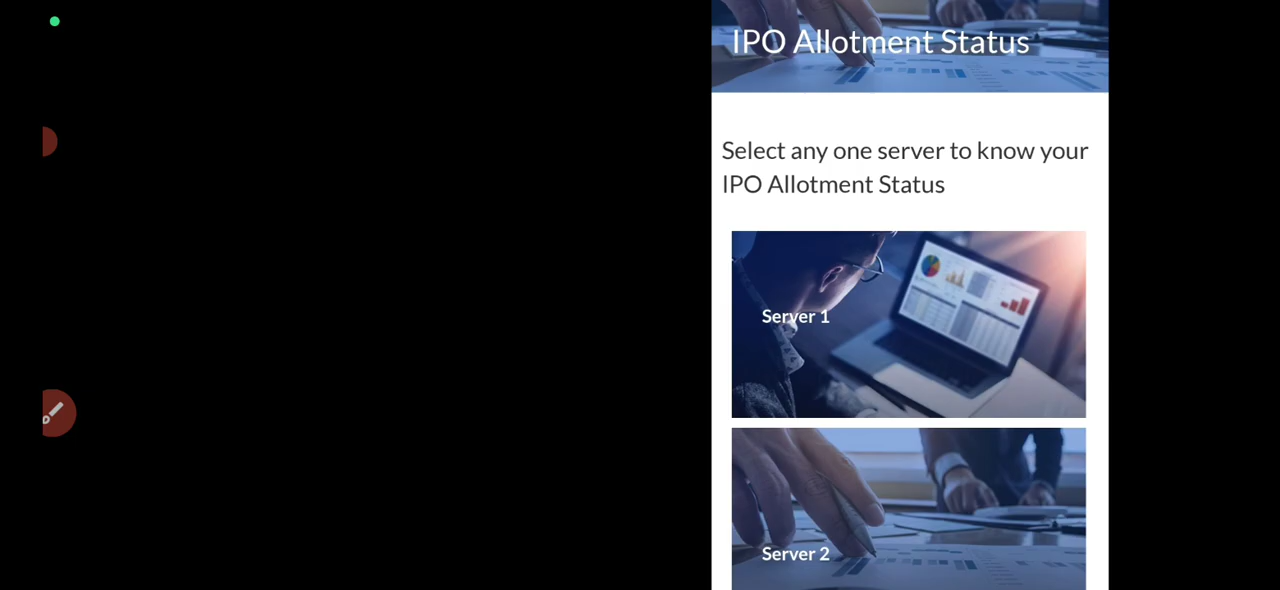 IPO Allotment Status
Select any one server to know your
IPO Allotment Status
Server 1
Server 2